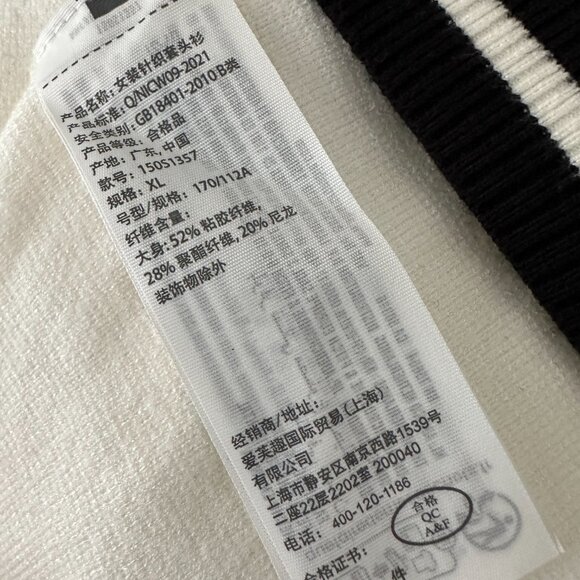 产品名称: 女装针织套头衫
产品标准: Q/NICW09-2021
安全类别: GB18401-2010 B类
产品等级: 合格品
产地: 广东, 中国
款号: 150S1357
规格: XL
号型/规格: 170/112A
纤维含量:
大身: 52% 粘胶纤维,
28% 聚酯纤维, 20% 尼龙
装饰物除外
经销商/地址:
爱芙趣国际贸易(上海)
有限公司
上海市静安区南京西路1539号
二座22层2202室 200040
电话: 400-120-1186
合格证书:
件
合格
QC
A&F